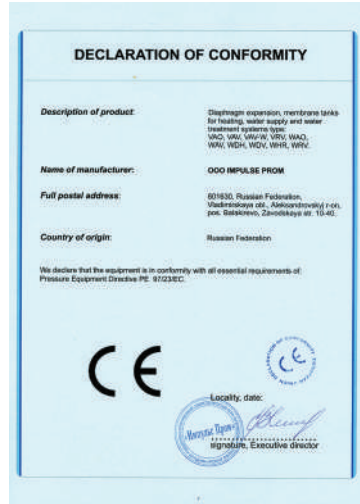 DECLARATION OF CONFORMITY
Description of product:
Diaphragm expansion, membrane tanks
for heating, water supply and water
treatment systems type:
VAO, VAV, VAV-W, VRV, WAO,
WAV, WDH, WDV, WHR, WRV.
Name of manufacturer:
OOO IMPULSE PROM
Full postal address:
601630, Russian Federation,
Vladimirskaya obl., Aleksandrovskyj r-on,
pos. Balakirevo, Zavodskaya str. 10-40.
Country of origin:
Russian Federation
We declare that the equipment is in conformity with all essential requirements of
Pressure Equipment Directive PE 97/23/EC.
CE
CE
Locality, date:
«Импульс Пром»
signature, Executive director